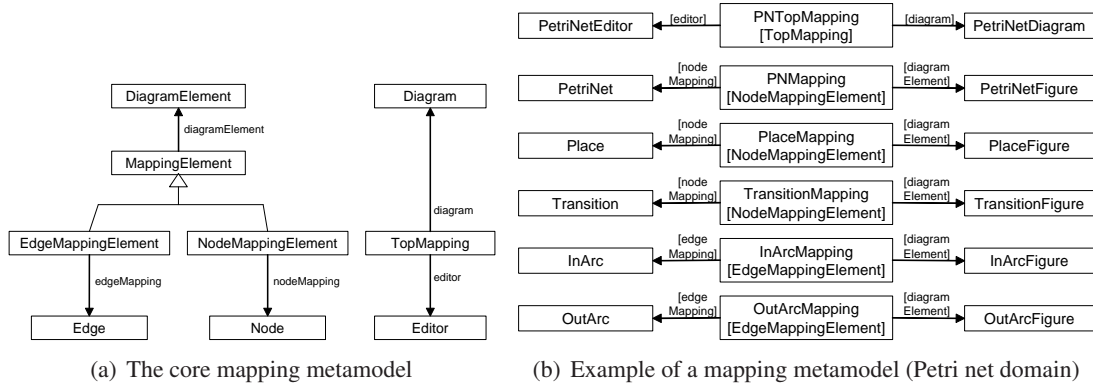 DiagramElement
Diagram
diagramElement
MappingElement
diagram
EdgeMappingElement
NodeMappingElement
TopMapping
edgeMapping
nodeMapping
editor
Edge
Node
Editor
(a) The core mapping metamodel
PetriNetEditor
[editor]
PNTopMapping
[TopMapping]
[diagram]
PetriNetDiagram
PetriNet
[node
Mapping]
PNMapping
[NodeMappingElement]
[diagram
Element]
PetriNetFigure
Place
[node
Mapping]
PlaceMapping
[NodeMappingElement]
[diagram
Element]
PlaceFigure
Transition
[node
Mapping]
TransitionMapping
[NodeMappingElement]
[diagram
Element]
TransitionFigure
InArc
[edge
Mapping]
InArcMapping
[EdgeMappingElement]
[diagram
Element]
InArcFigure
OutArc
[edge
Mapping]
OutArcMapping
[EdgeMappingElement]
[diagram
Element]
OutArcFigure
(b) Example of a mapping metamodel (Petri net domain)